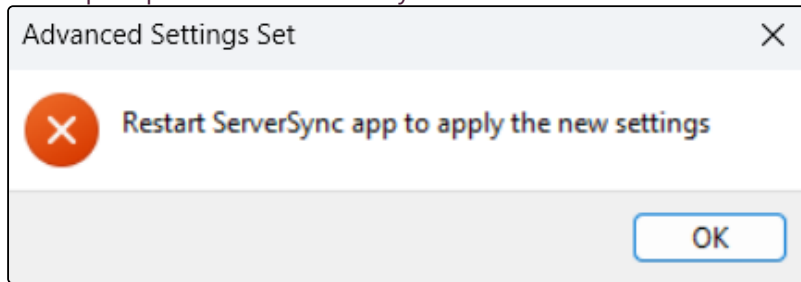 Advanced Settings Set
Restart ServerSync app to apply the new settings
OK